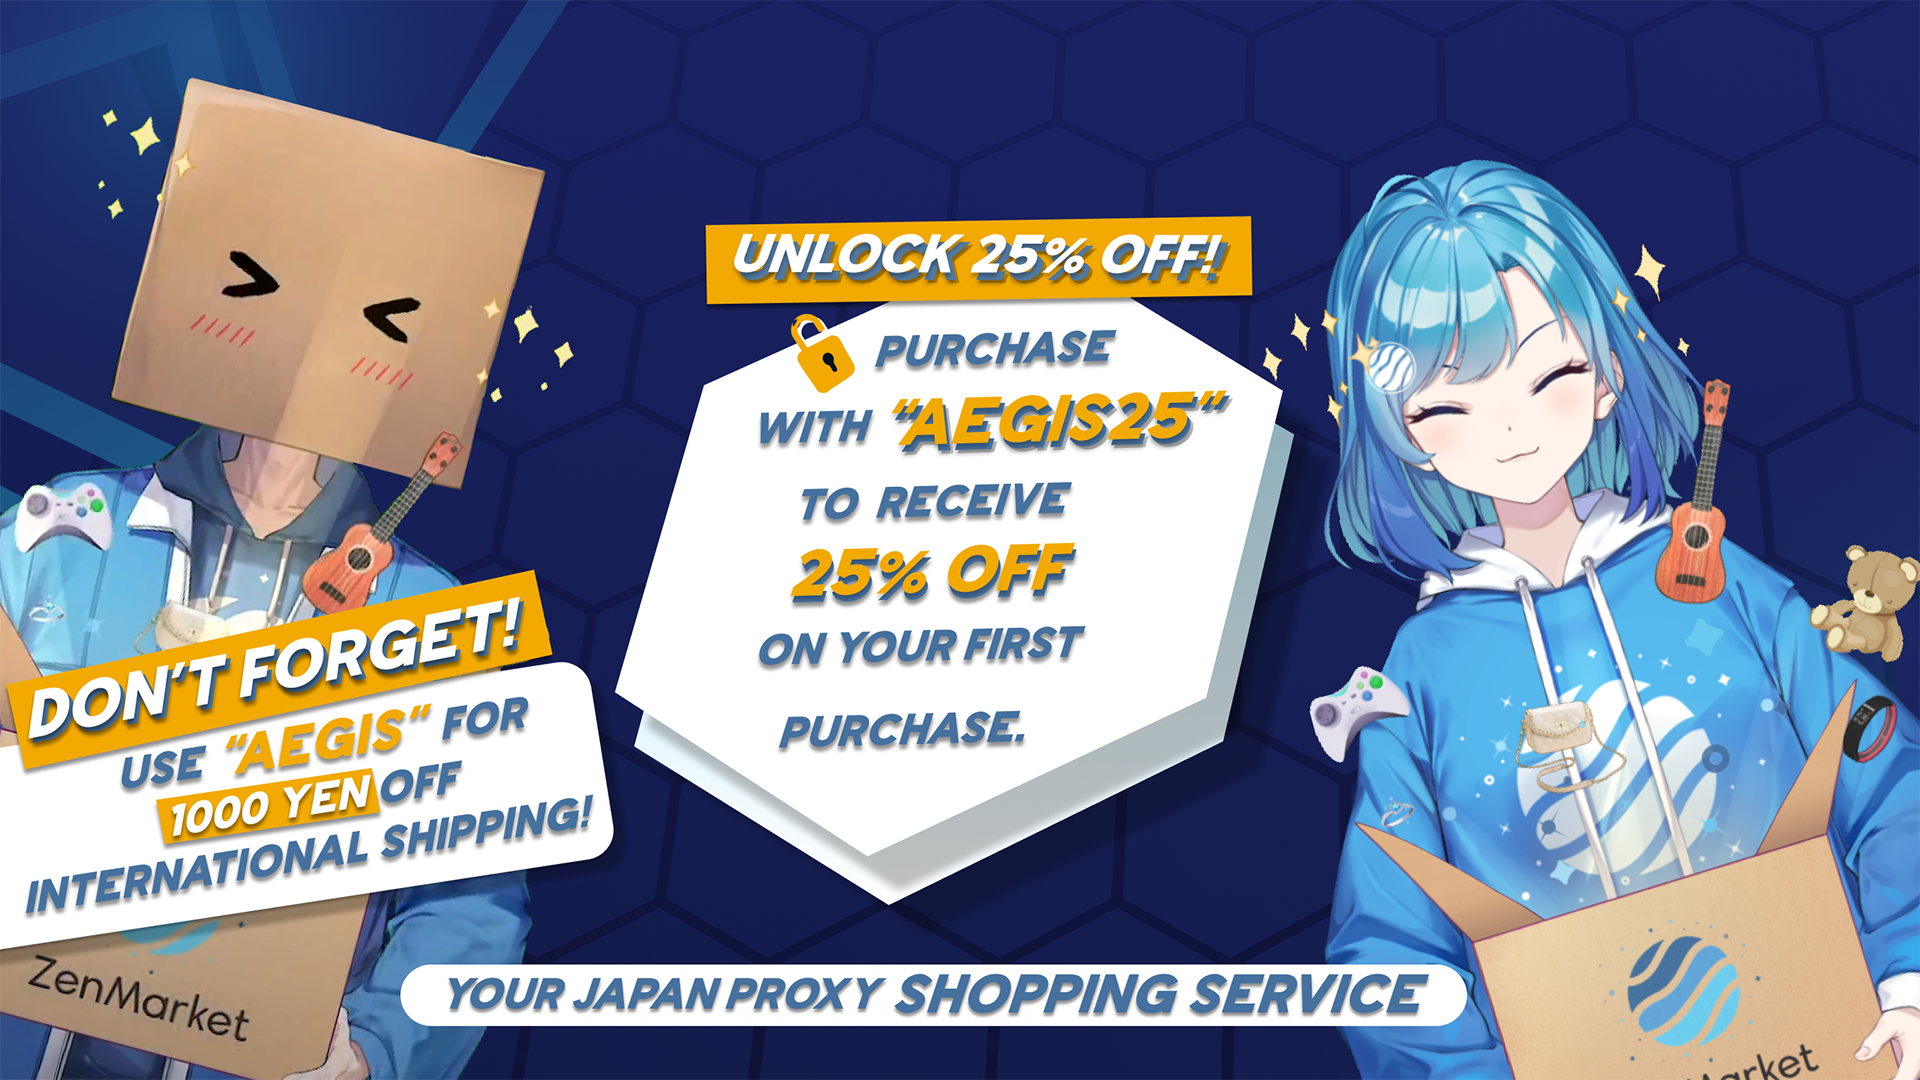 UNLOCK 25% OFF!
PURCHASE
WITH "AEGIS25"
TO RECEIVE
25% OFF
ON YOUR FIRST
PURCHASE.
DON'T FORGET!
USE "AEGIS" FOR
1000 YEN OFF
INTERNATIONAL SHIPPING!
ZenMarket
YOUR JAPAN PROXY SHOPPING SERVICE
arket